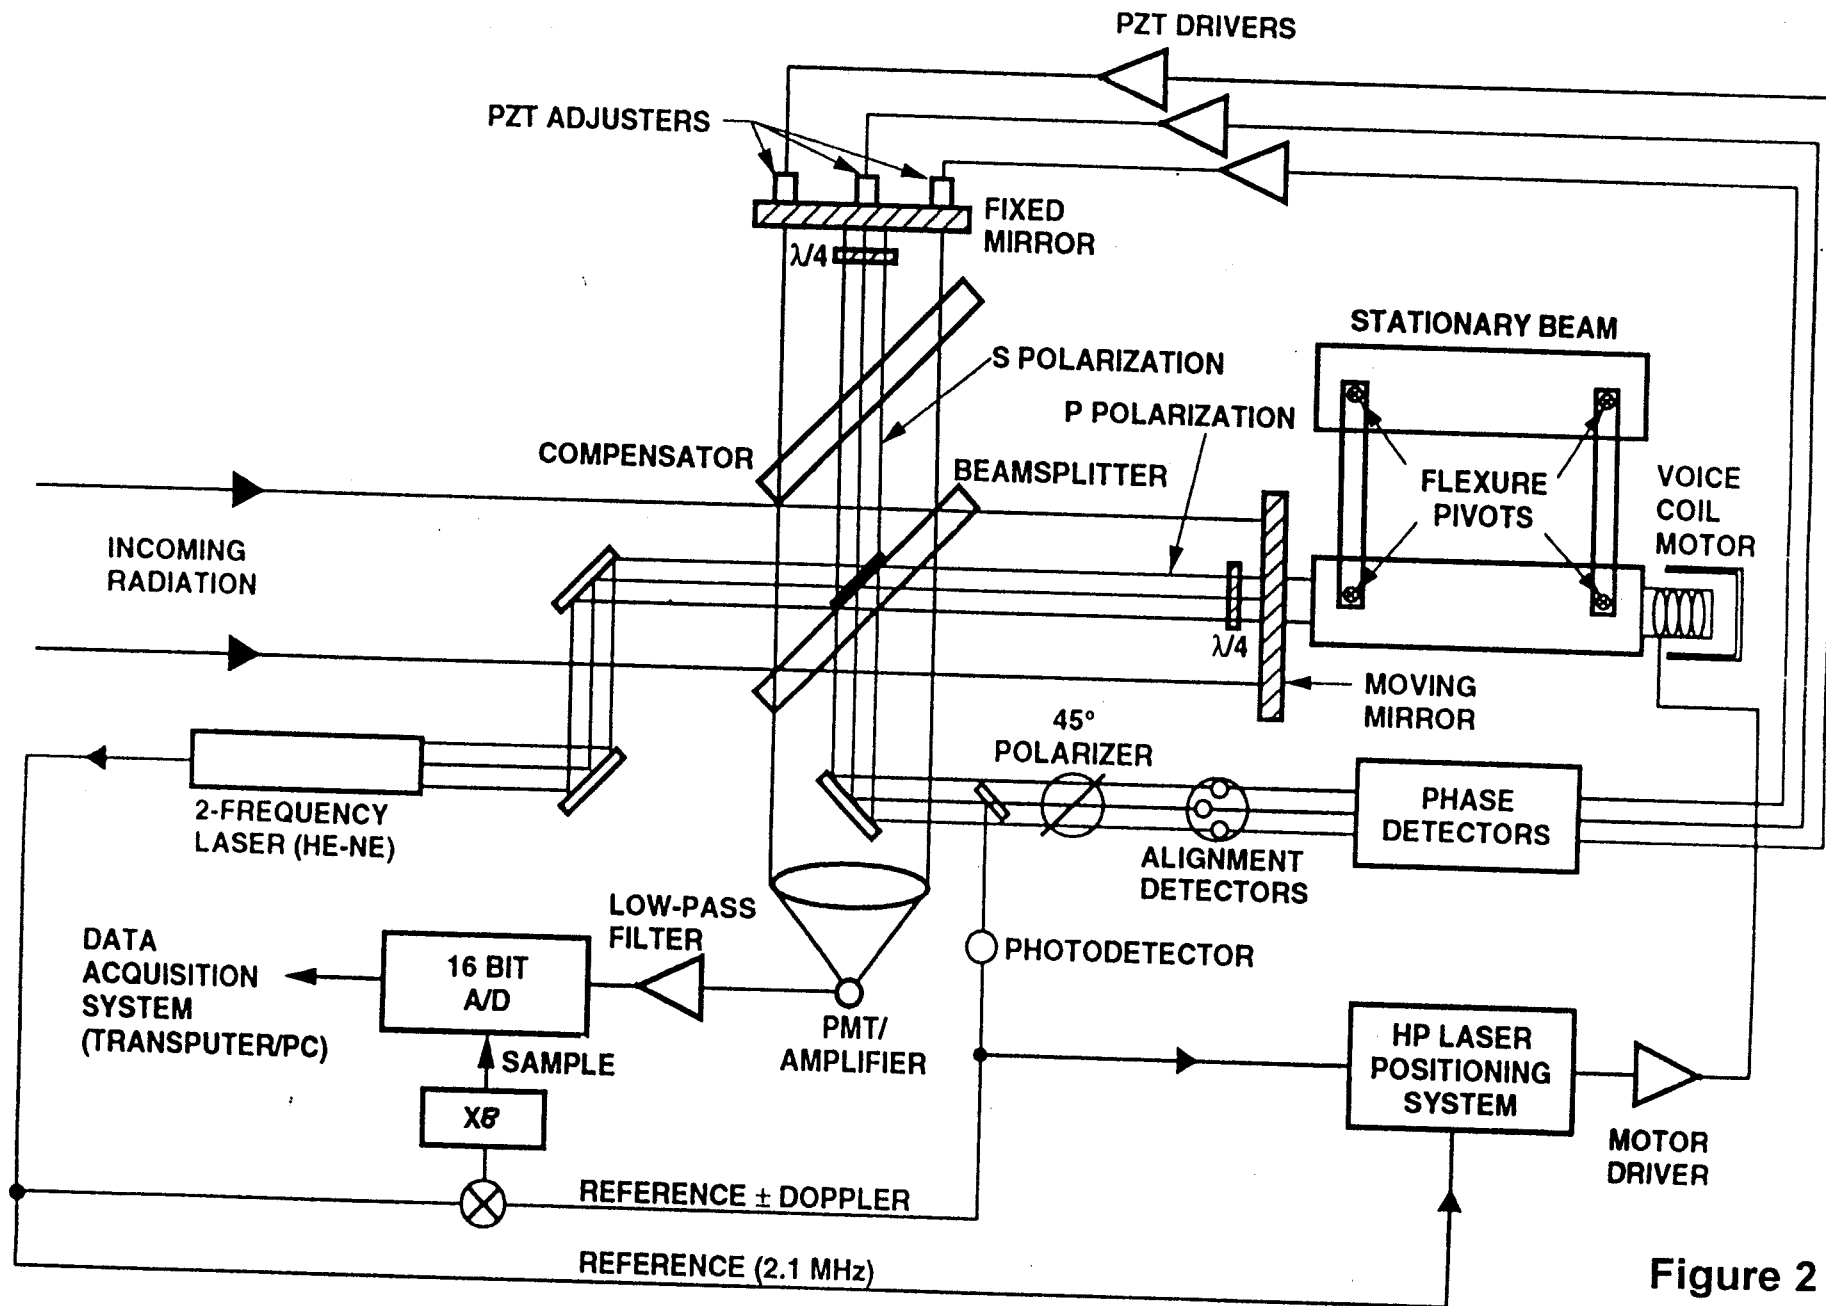 PZT DRIVERS
PZT ADJUSTERS
FIXED
MIRROR
λ/4
STATIONARY BEAM
S POLARIZATION
P POLARIZATION
COMPENSATOR
BEAMSPLITTER
FLEXURE
PIVOTS
VOICE
COIL
MOTOR
INCOMING
RADIATION
λ/4
MOVING
MIRROR
45°
POLARIZER
2-FREQUENCY
LASER (HE-NE)
PHASE
DETECTORS
ALIGNMENT
DETECTORS
LOW-PASS
FILTER
DATA
ACQUISITION
SYSTEM
(TRANSPUTER/PC)
16 BIT
A/D
PHOTODETECTOR
PMT/
AMPLIFIER
SAMPLE
HP LASER
POSITIONING
SYSTEM
X8
MOTOR
DRIVER
REFERENCE ± DOPPLER
REFERENCE (2.1 MHz)
Figure 2